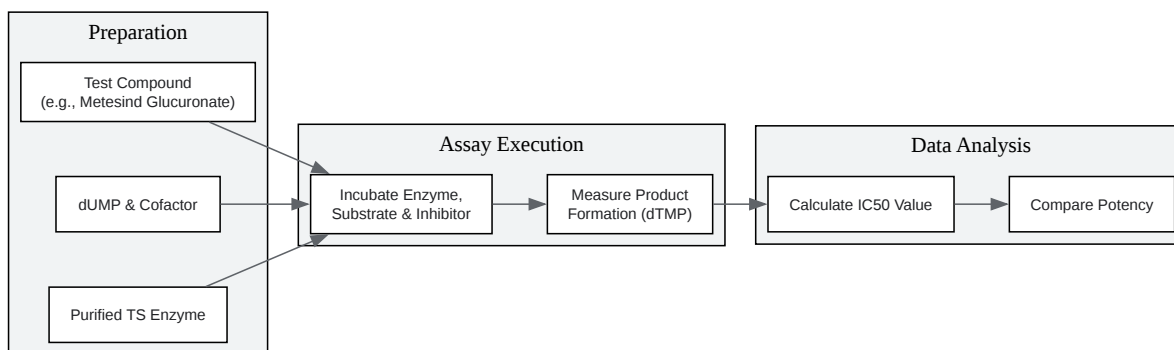 Preparation
Test Compound
(e.g., Metesind Glucuronate)
dUMP & Cofactor
Purified TS Enzyme
Assay Execution
Incubate Enzyme,
Substrate & Inhibitor
Measure Product
Formation (dTMP)
Data Analysis
Calculate IC50 Value
Compare Potency